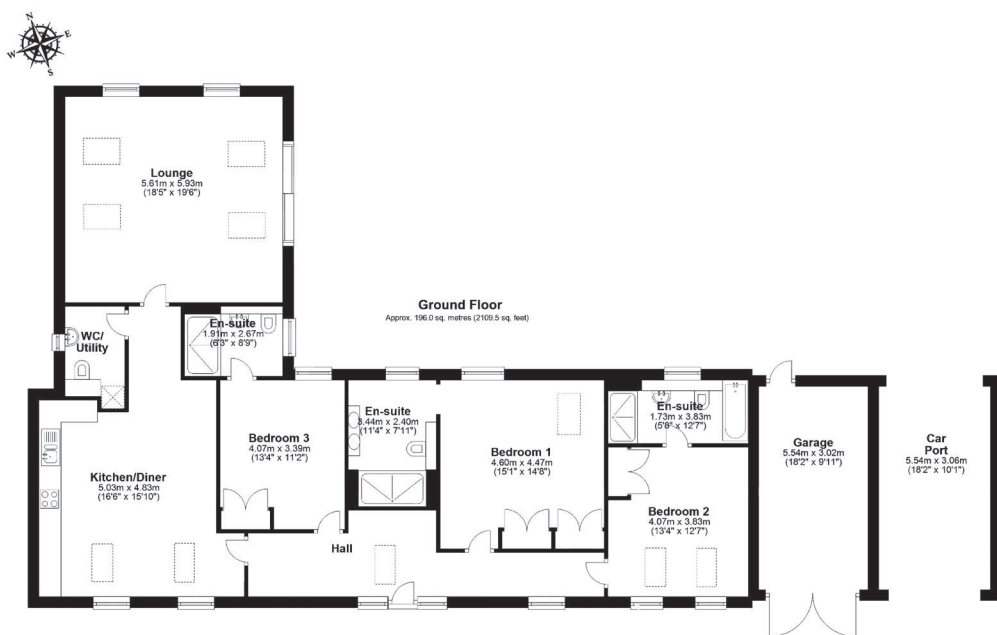 N
E
W
S
Lounge
5.61m x 5.93m
(18'5" x 19'6")
Ground Floor
Approx. 196.0 sq. metres (2109.5 sq. feet)
WC/
Utility
En-suite
1.91m x 2.67m
(6'3" x 8'9")
Kitchen/Diner
5.03m x 4.83m
(16'6" x 15'10")
Bedroom 3
4.07m x 3.39m
(13'4" x 11'2")
En-suite
3.44m x 2.40m
(11'4" x 7'11")
Bedroom 1
4.60m x 4.47m
(15'1" x 14'8")
En-suite
1.73m x 3.83m
(5'8" x 12'7")
Bedroom 2
4.07m x 3.83m
(13'4" x 12'7")
Hall
Garage
5.54m x 3.02m
(18'2" x 9'11")
Car
Port
5.54m x 3.06m
(18'2" x 10'1")